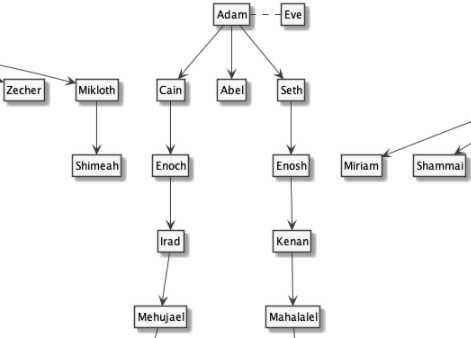 Adam
Eve
Zecher
Mikloth
Cain
Abel
Seth
Shimeah
Enoch
Enosh
Miriam
Shammai
Irad
Kenan
Mehujael
Mahalalel